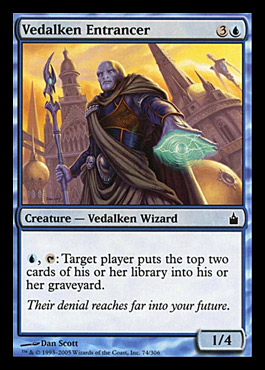 Vedalken Entrancer 3
Creature — Vedalken Wizard
: Target player puts the top two
cards of his or her library into his or
her graveyard.
Their denial reaches far into your future.
Dan Scott
™ & © 1993–2005 Wizards of the Coast, Inc. 74/306
1/4